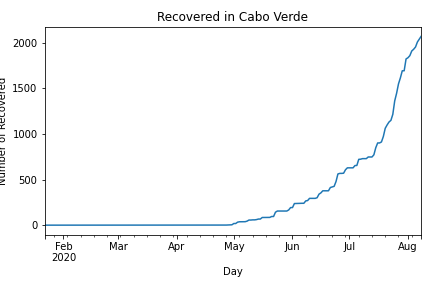 Recovered in Cabo Verde
2000
1500
1000
500
0
Number of Recovered
Feb
2020
Mar
Apr
May
Jun
Jul
Aug
Day